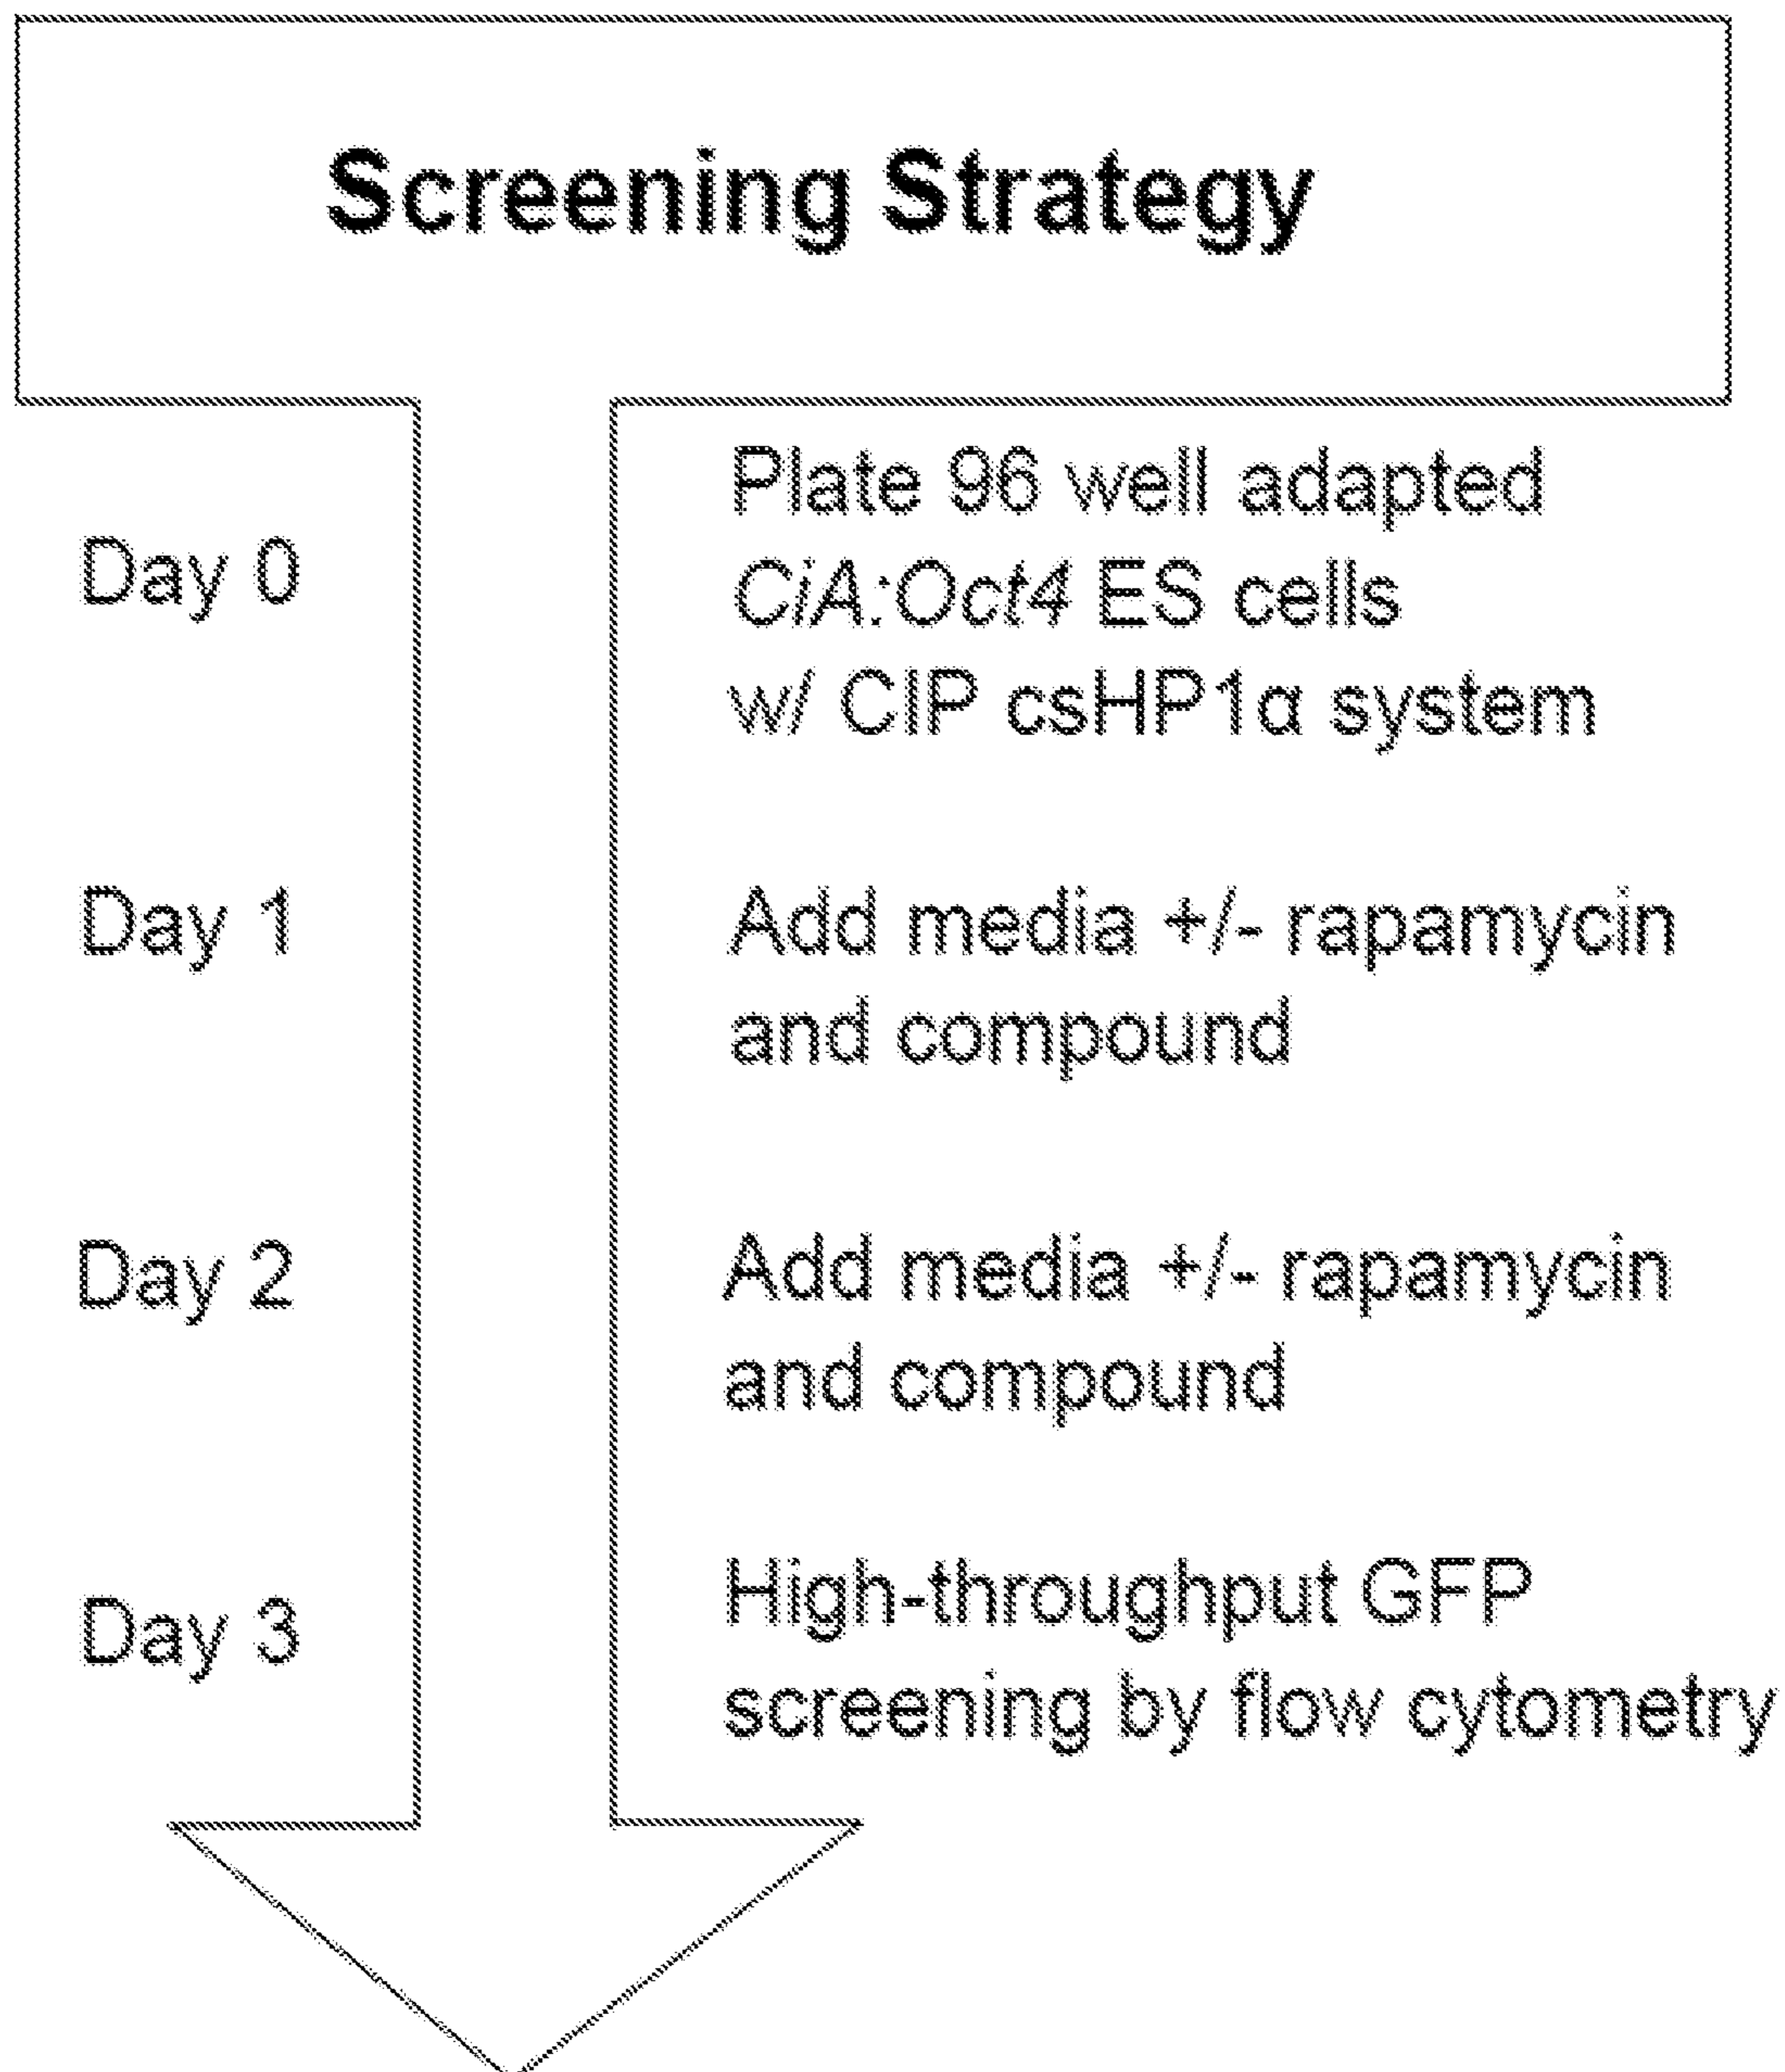 Screening Strategy
Day 0
Plate 96 well adapted
CiA:Oct4 ES cells
w/ CIP csHP1α system
Day 1
Add media +/- rapamycin
and compound
Day 2
Add media +/- rapamycin
and compound
Day 3
High-throughput GFP
screening by flow cytometry